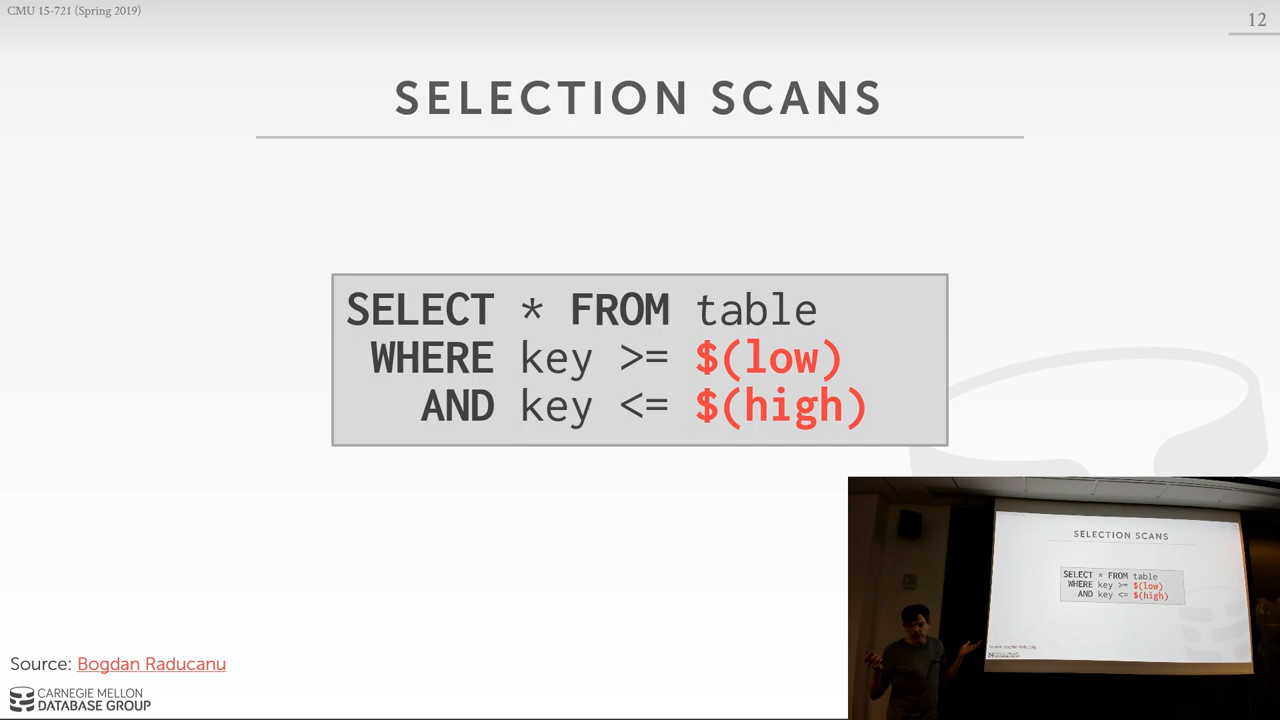 CMU 15-721 (Spring 2019)
12
SELECTION SCANS
SELECT * FROM table
WHERE key >= $(low)
AND key <= $(high)
SELECTION SCANS
SELECT * FROM table
WHERE key >= $(low)
AND key <= $(high)
Source: Bogdan Raducanu
CARNEGIE MELLON
DATABASE GROUP